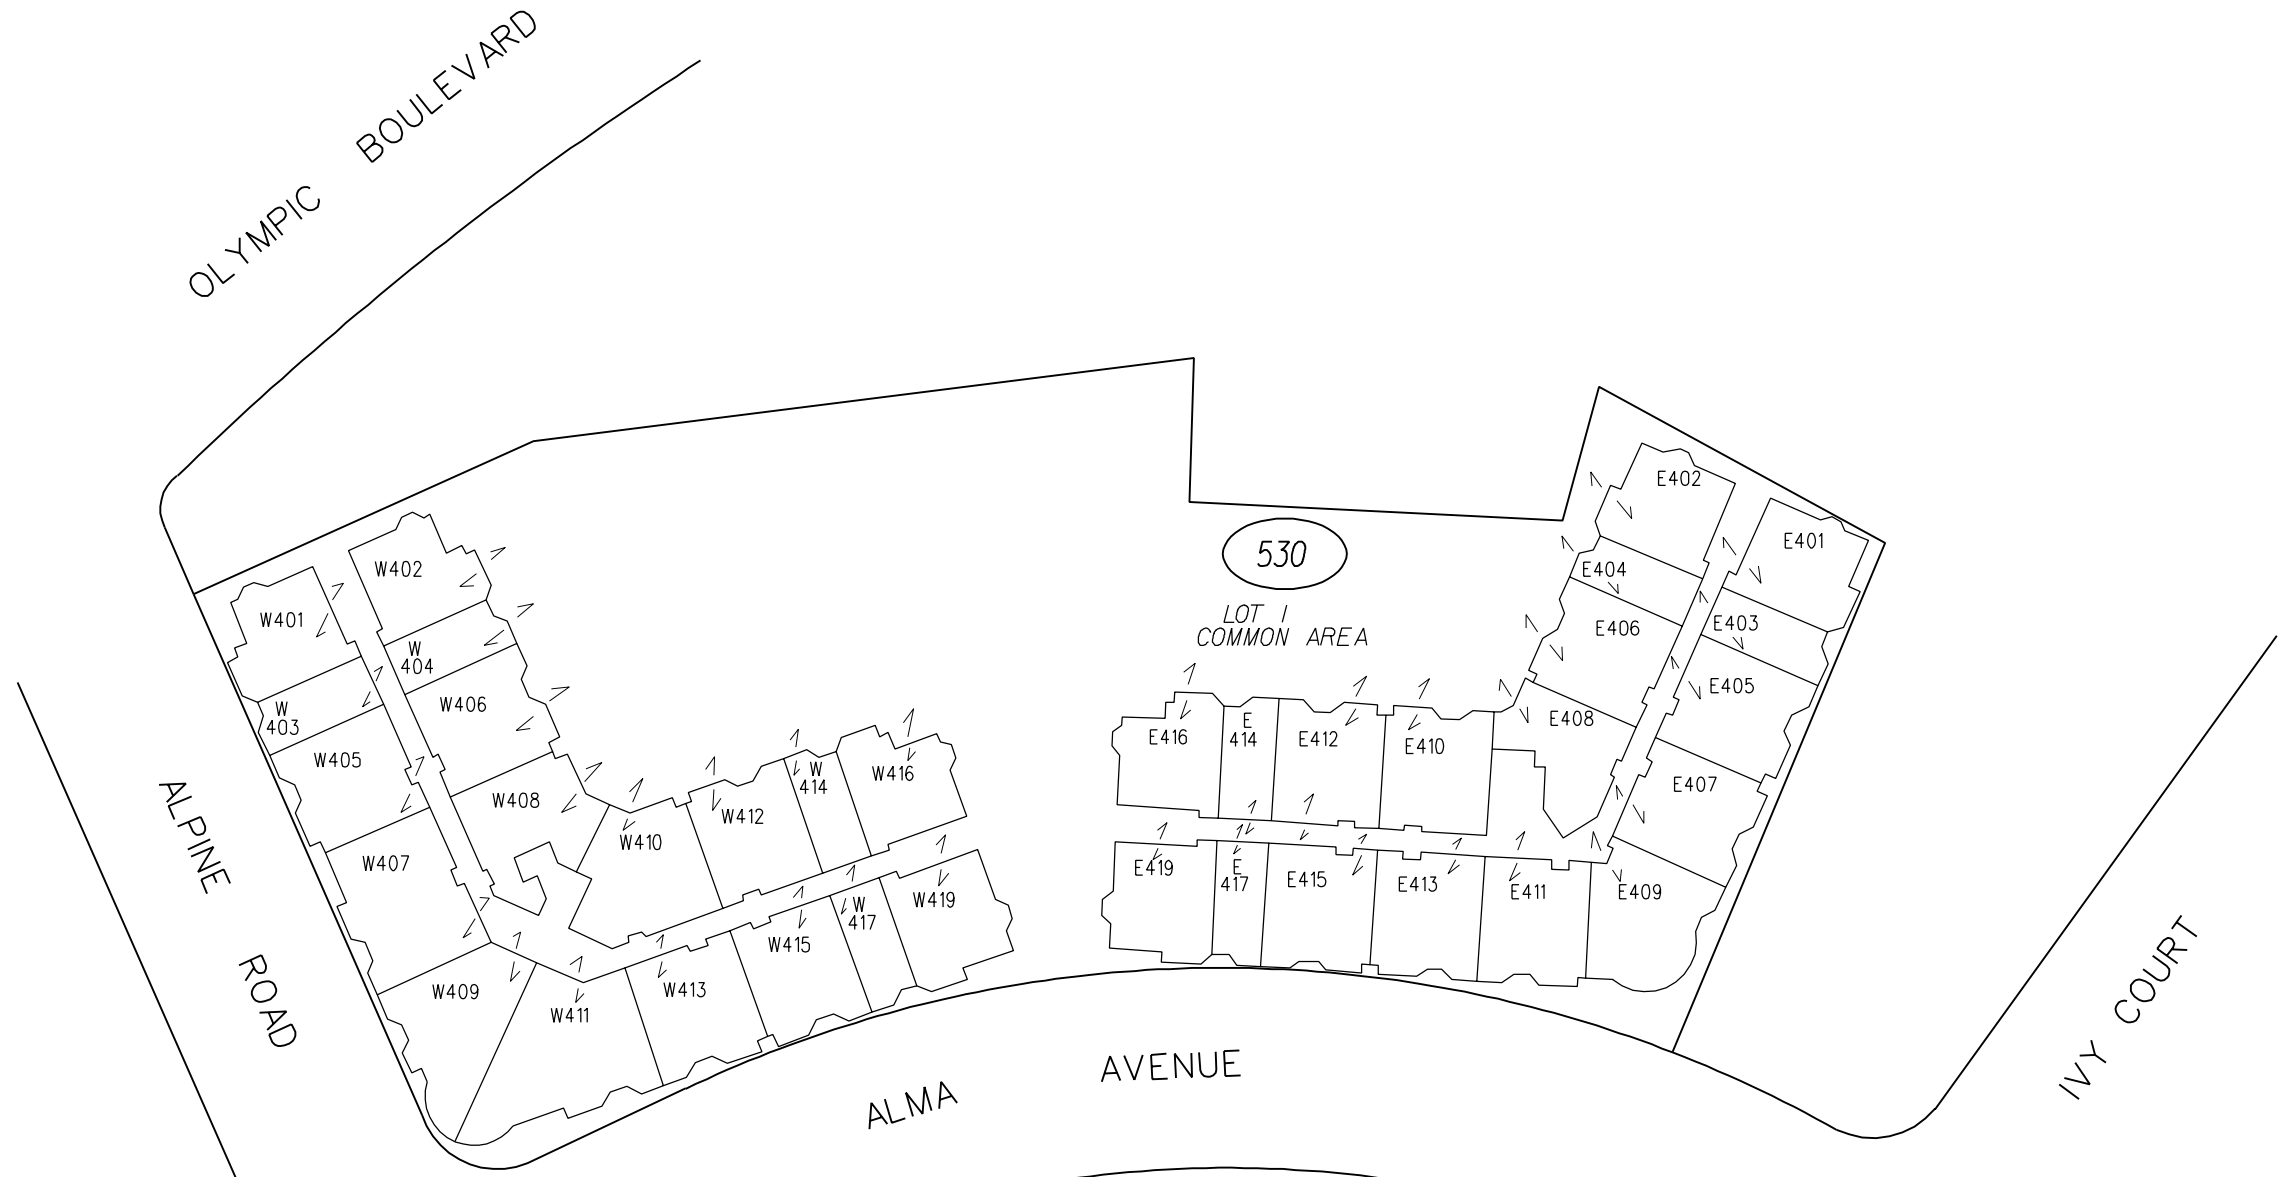 OLYMPIC BOULEVARD
530
LOT 1
COMMON AREA
E402
E401
E404
E403
E406
E405
E408
E407
E409
E416
E
414
E412
E410
E419
E
417
E415
E413
E411
W402
W401
W
404
W
403
W406
W405
W408
W407
W410
W412
W
414
W416
W409
W411
W413
W415
W
417
W419
ALPINE ROAD
ALMA AVENUE
IVY COURT